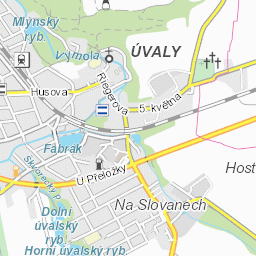 Mlýnský
ryb.
Výmola
ÚVALY
Husova
Riegerova
5. května
Fabrák
Škvorecký p.
U Přeložky
Host
Na Slovanech
Dolní
úvalský
ryb.
Horní úvalský ryb.